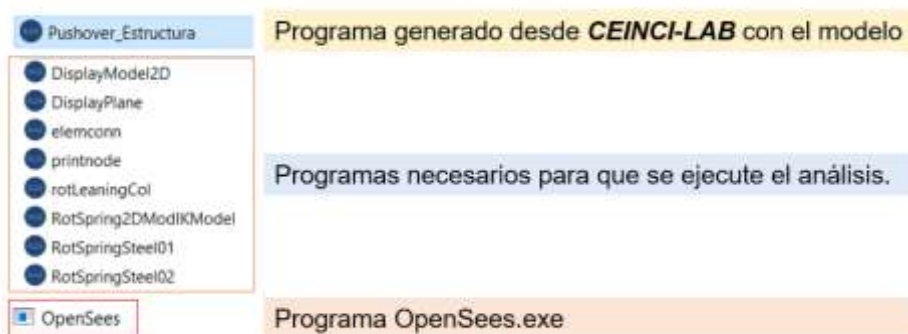 Pushover_Estructura
Programa generado desde CEINCI-LAB con el modelo
DisplayModel2D
DisplayPlane
elemconn
printnode
rotLeaningCol
RotSpring2DModIKModel
RotSpringSteel01
RotSpringSteel02
Programas necesarios para que se ejecute el análisis.
OpenSees
Programa OpenSees.exe